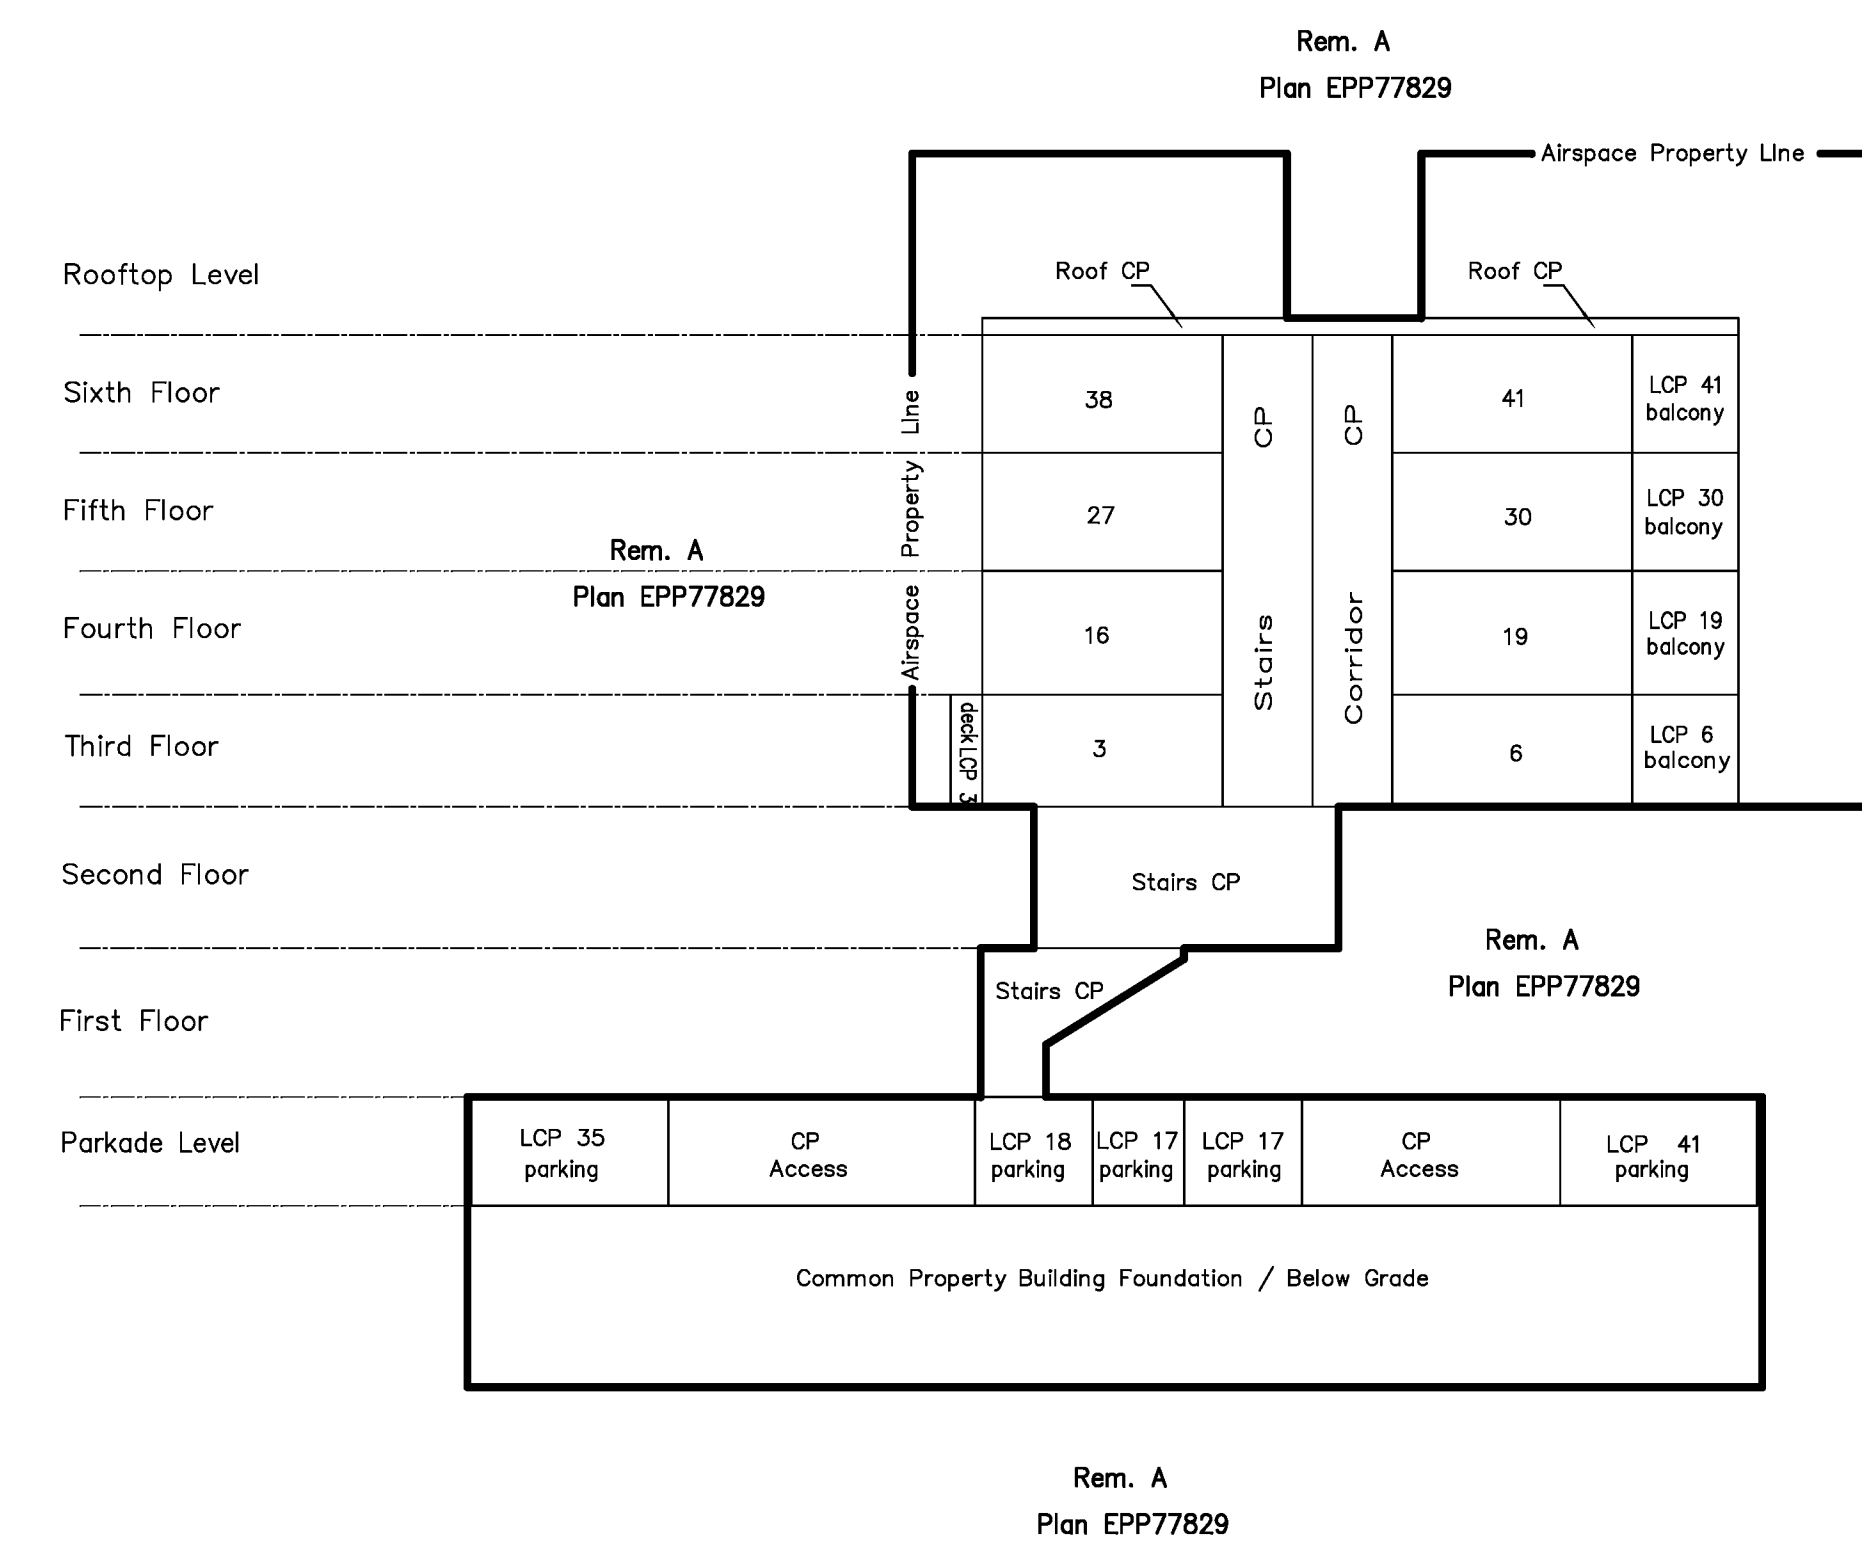 Rem. A
Plan EPP77829
Airspace Property LIne
Rooftop Level
Roof CP
Roof CP
Sixth Floor
38
41
LCP 41
balcony
Fifth Floor
27
30
LCP 30
balcony
Rem. A
Plan EPP77829
Airspace Property LIne
Stairs CP
Corridor CP
Fourth Floor
16
19
LCP 19
balcony
Third Floor
deck LCP 3
3
6
LCP 6
balcony
Second Floor
Stairs CP
Rem. A
Plan EPP77829
First Floor
Stairs CP
Parkade Level
LCP 35
parking
CP
Access
LCP 18
parking
LCP 17
parking
LCP 17
parking
CP
Access
LCP 41
parking
Common Property Building Foundation / Below Grade
Rem. A
Plan EPP77829